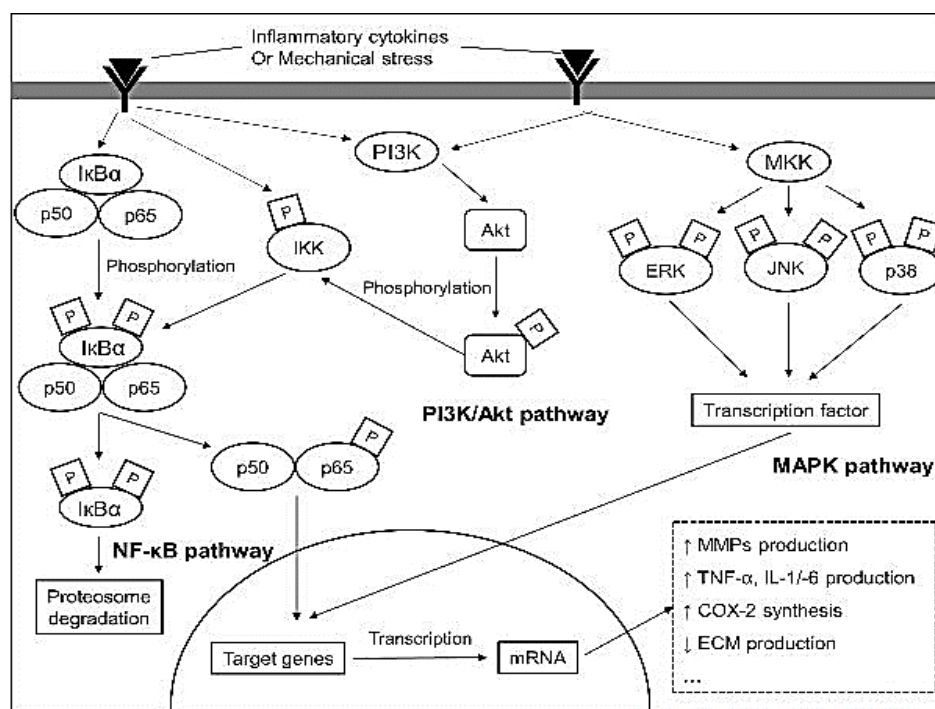 Inflammatory cytokines
Or Mechanical stress
PI3K
MKK
IκBα
p50
p65
P
IKK
Akt
P
P
P
P
P
P
ERK
JNK
p38
Phosphorylation
Phosphorylation
P
P
IκBα
p50
p65
Akt
P
PI3K/Akt pathway
Transcription factor
MAPK pathway
P
p50
p65
P
P
IκBα
NF-κB pathway
Proteosome
degradation
Target genes
Transcription
mRNA
↑ MMPs production
↑ TNF-α, IL-1/-6 production
↑ COX-2 synthesis
↓ ECM production
...